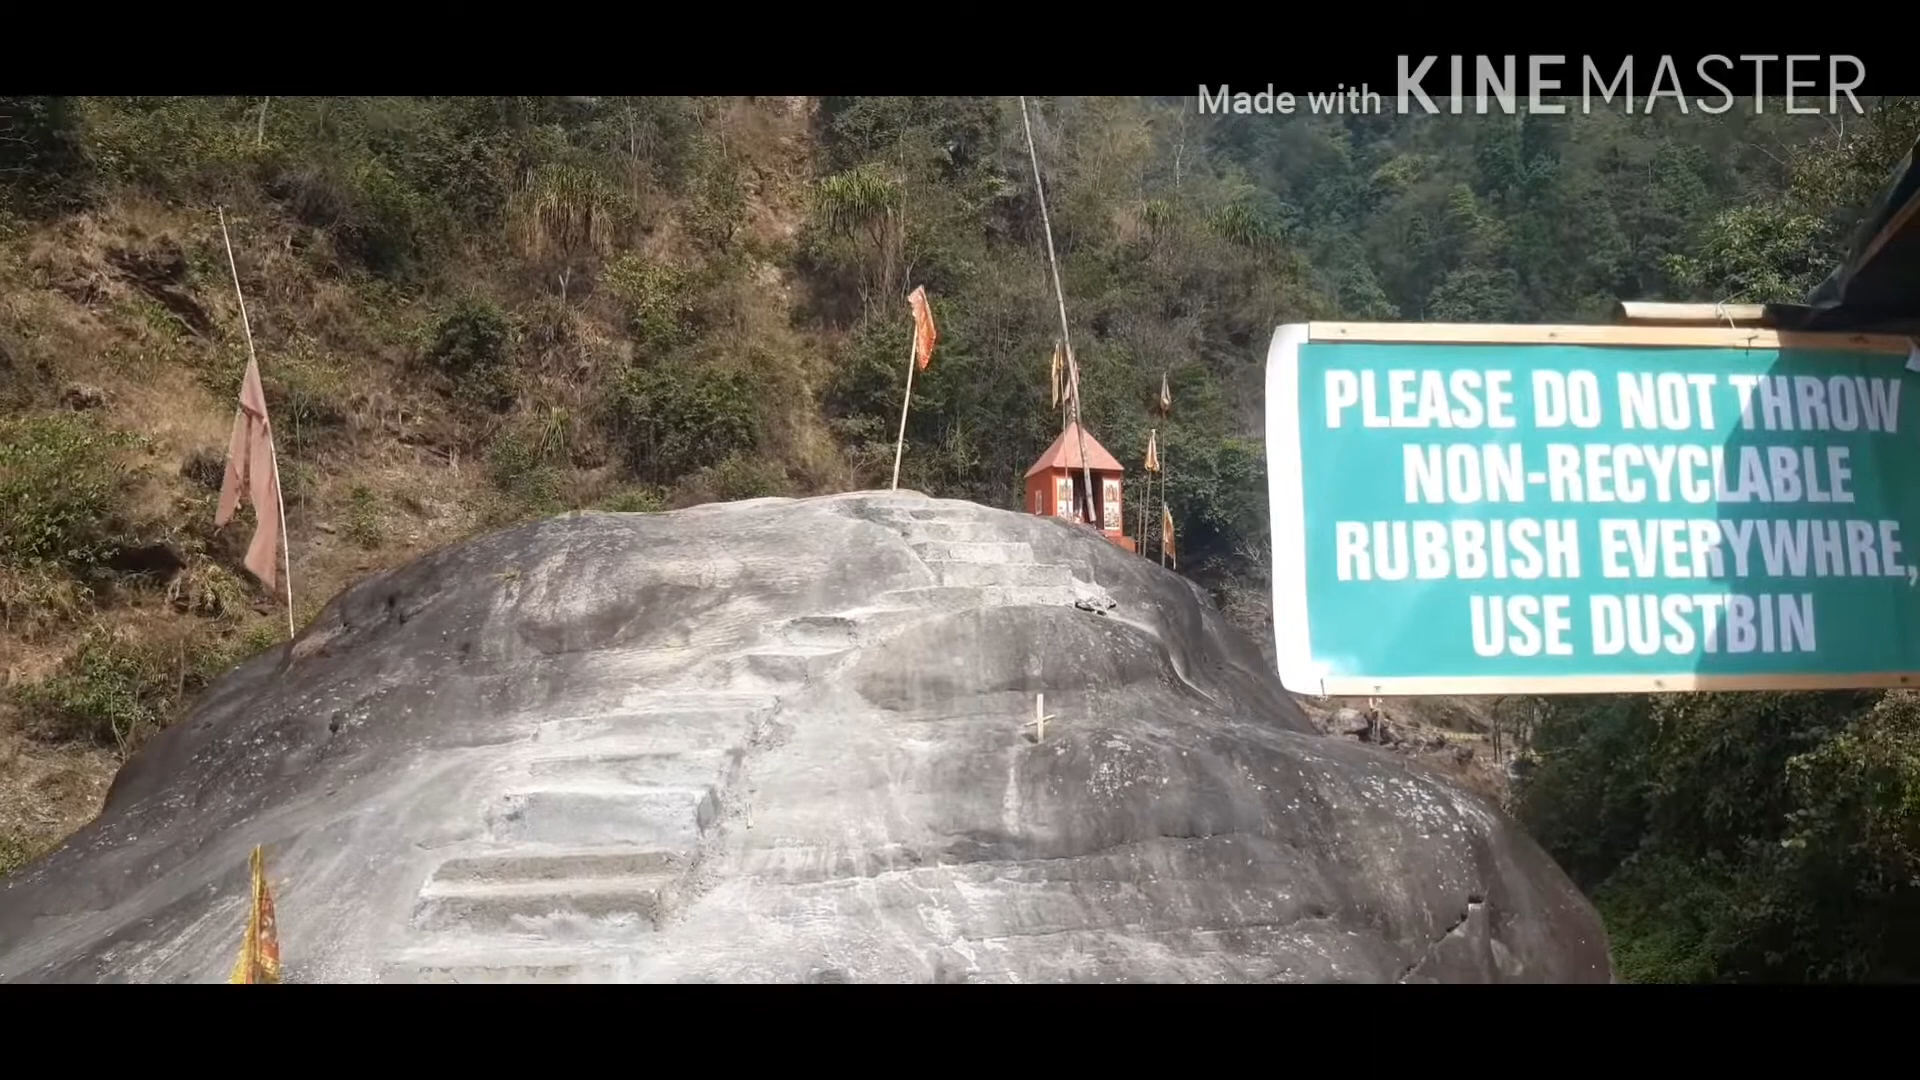 Made with KINEMASTER
PLEASE DO NOT THROW
NON-RECYCLABLE
RUBBISH EVERYWHRE,
USE DUSTBIN